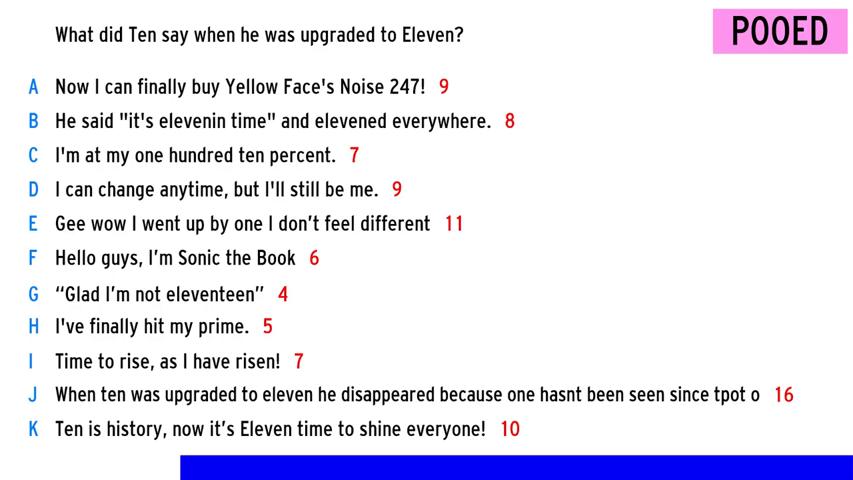 What did Ten say when he was upgraded to Eleven?
POOED
A Now I can finally buy Yellow Face's Noise 247! 9
B He said "it's elevenin time" and elevened everywhere. 8
C I'm at my one hundred ten percent. 7
D I can change anytime, but I'll still be me. 9
E Gee wow I went up by one I don’t feel different 11
F Hello guys, I’m Sonic the Book 6
G “Glad I’m not eleventeen” 4
H I've finally hit my prime. 5
I Time to rise, as I have risen! 7
J When ten was upgraded to eleven he disappeared because one hasnt been seen since tpot o 16
K Ten is history, now it’s Eleven time to shine everyone! 10